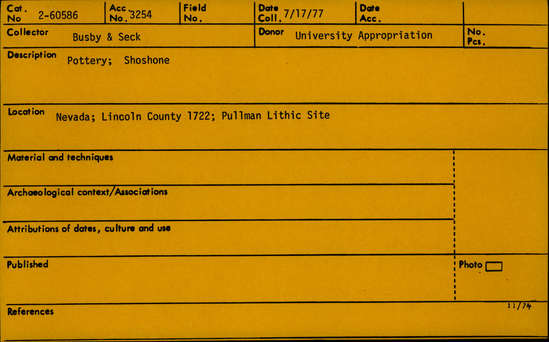 Cat. No 2-60586 Acc No. 3254 Field No. Date Coll. 7/17/77 Date Acc.
Collector Busby & Seck Donor University Appropriation No. Pcs.
Description Pottery; Shoshone
Location Nevada; Lincoln County 1722; Pullman Lithic Site
Material and techniques
Archaeological context/Associations
Attributions of dates, culture and use
Published Photo
References 11/74